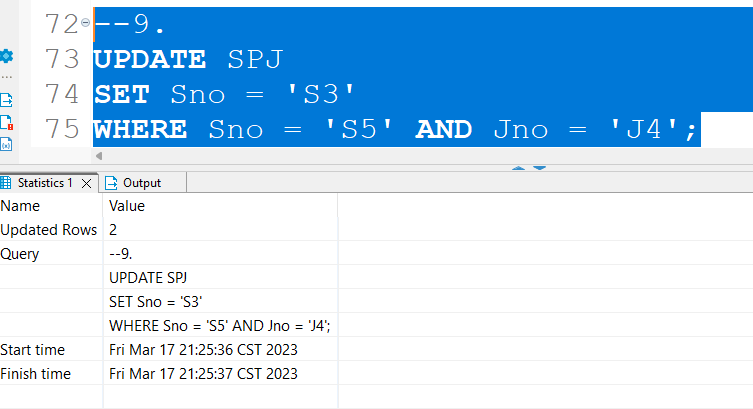 72 --9.
73 UPDATE SPJ
74 SET Sno = 'S3'
75 WHERE Sno = 'S5' AND Jno = 'J4';
Statistics 1 Output
Name Value
Updated Rows 2
Query --9.
UPDATE SPJ
SET Sno = 'S3'
WHERE Sno = 'S5' AND Jno = 'J4';
Start time Fri Mar 17 21:25:36 CST 2023
Finish time Fri Mar 17 21:25:37 CST 2023